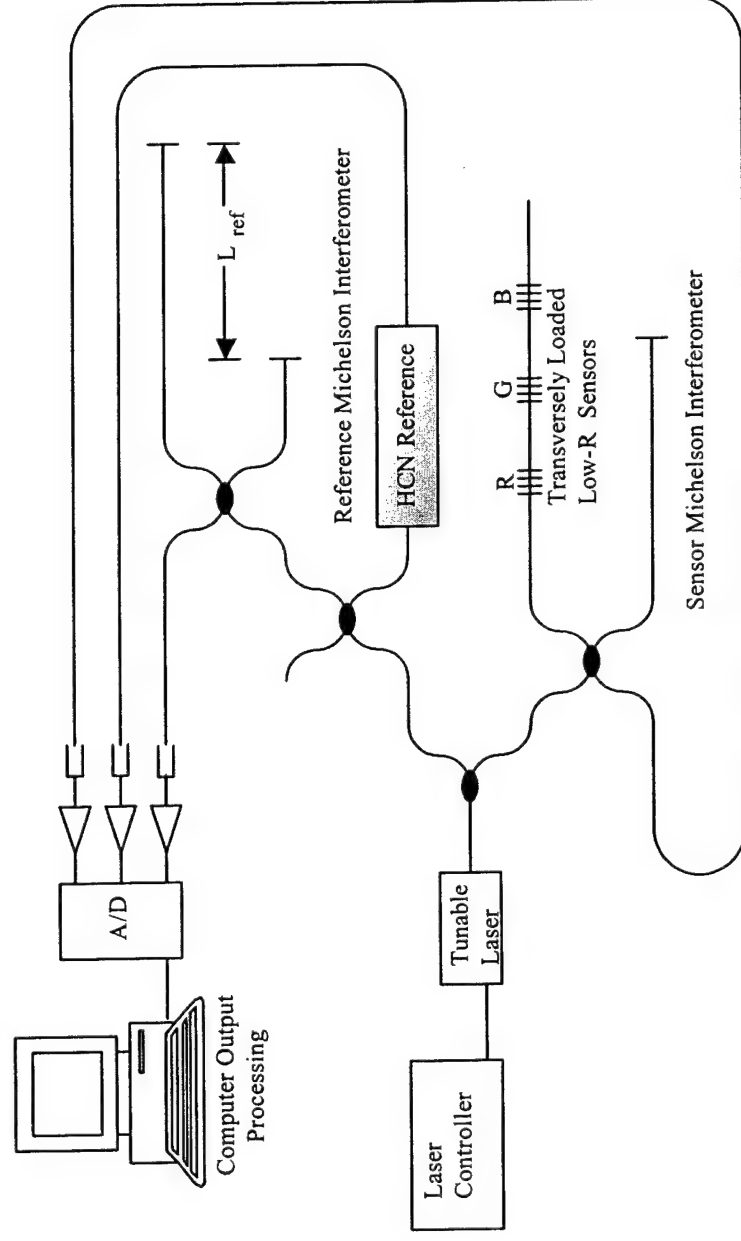 Computer Output
Processing
A/D
L ref
Reference Michelson Interferometer
HCN Reference
R G B
Transversely Loaded
Low-R Sensors
Sensor Michelson Interferometer
Tunable
Laser
Laser
Controller